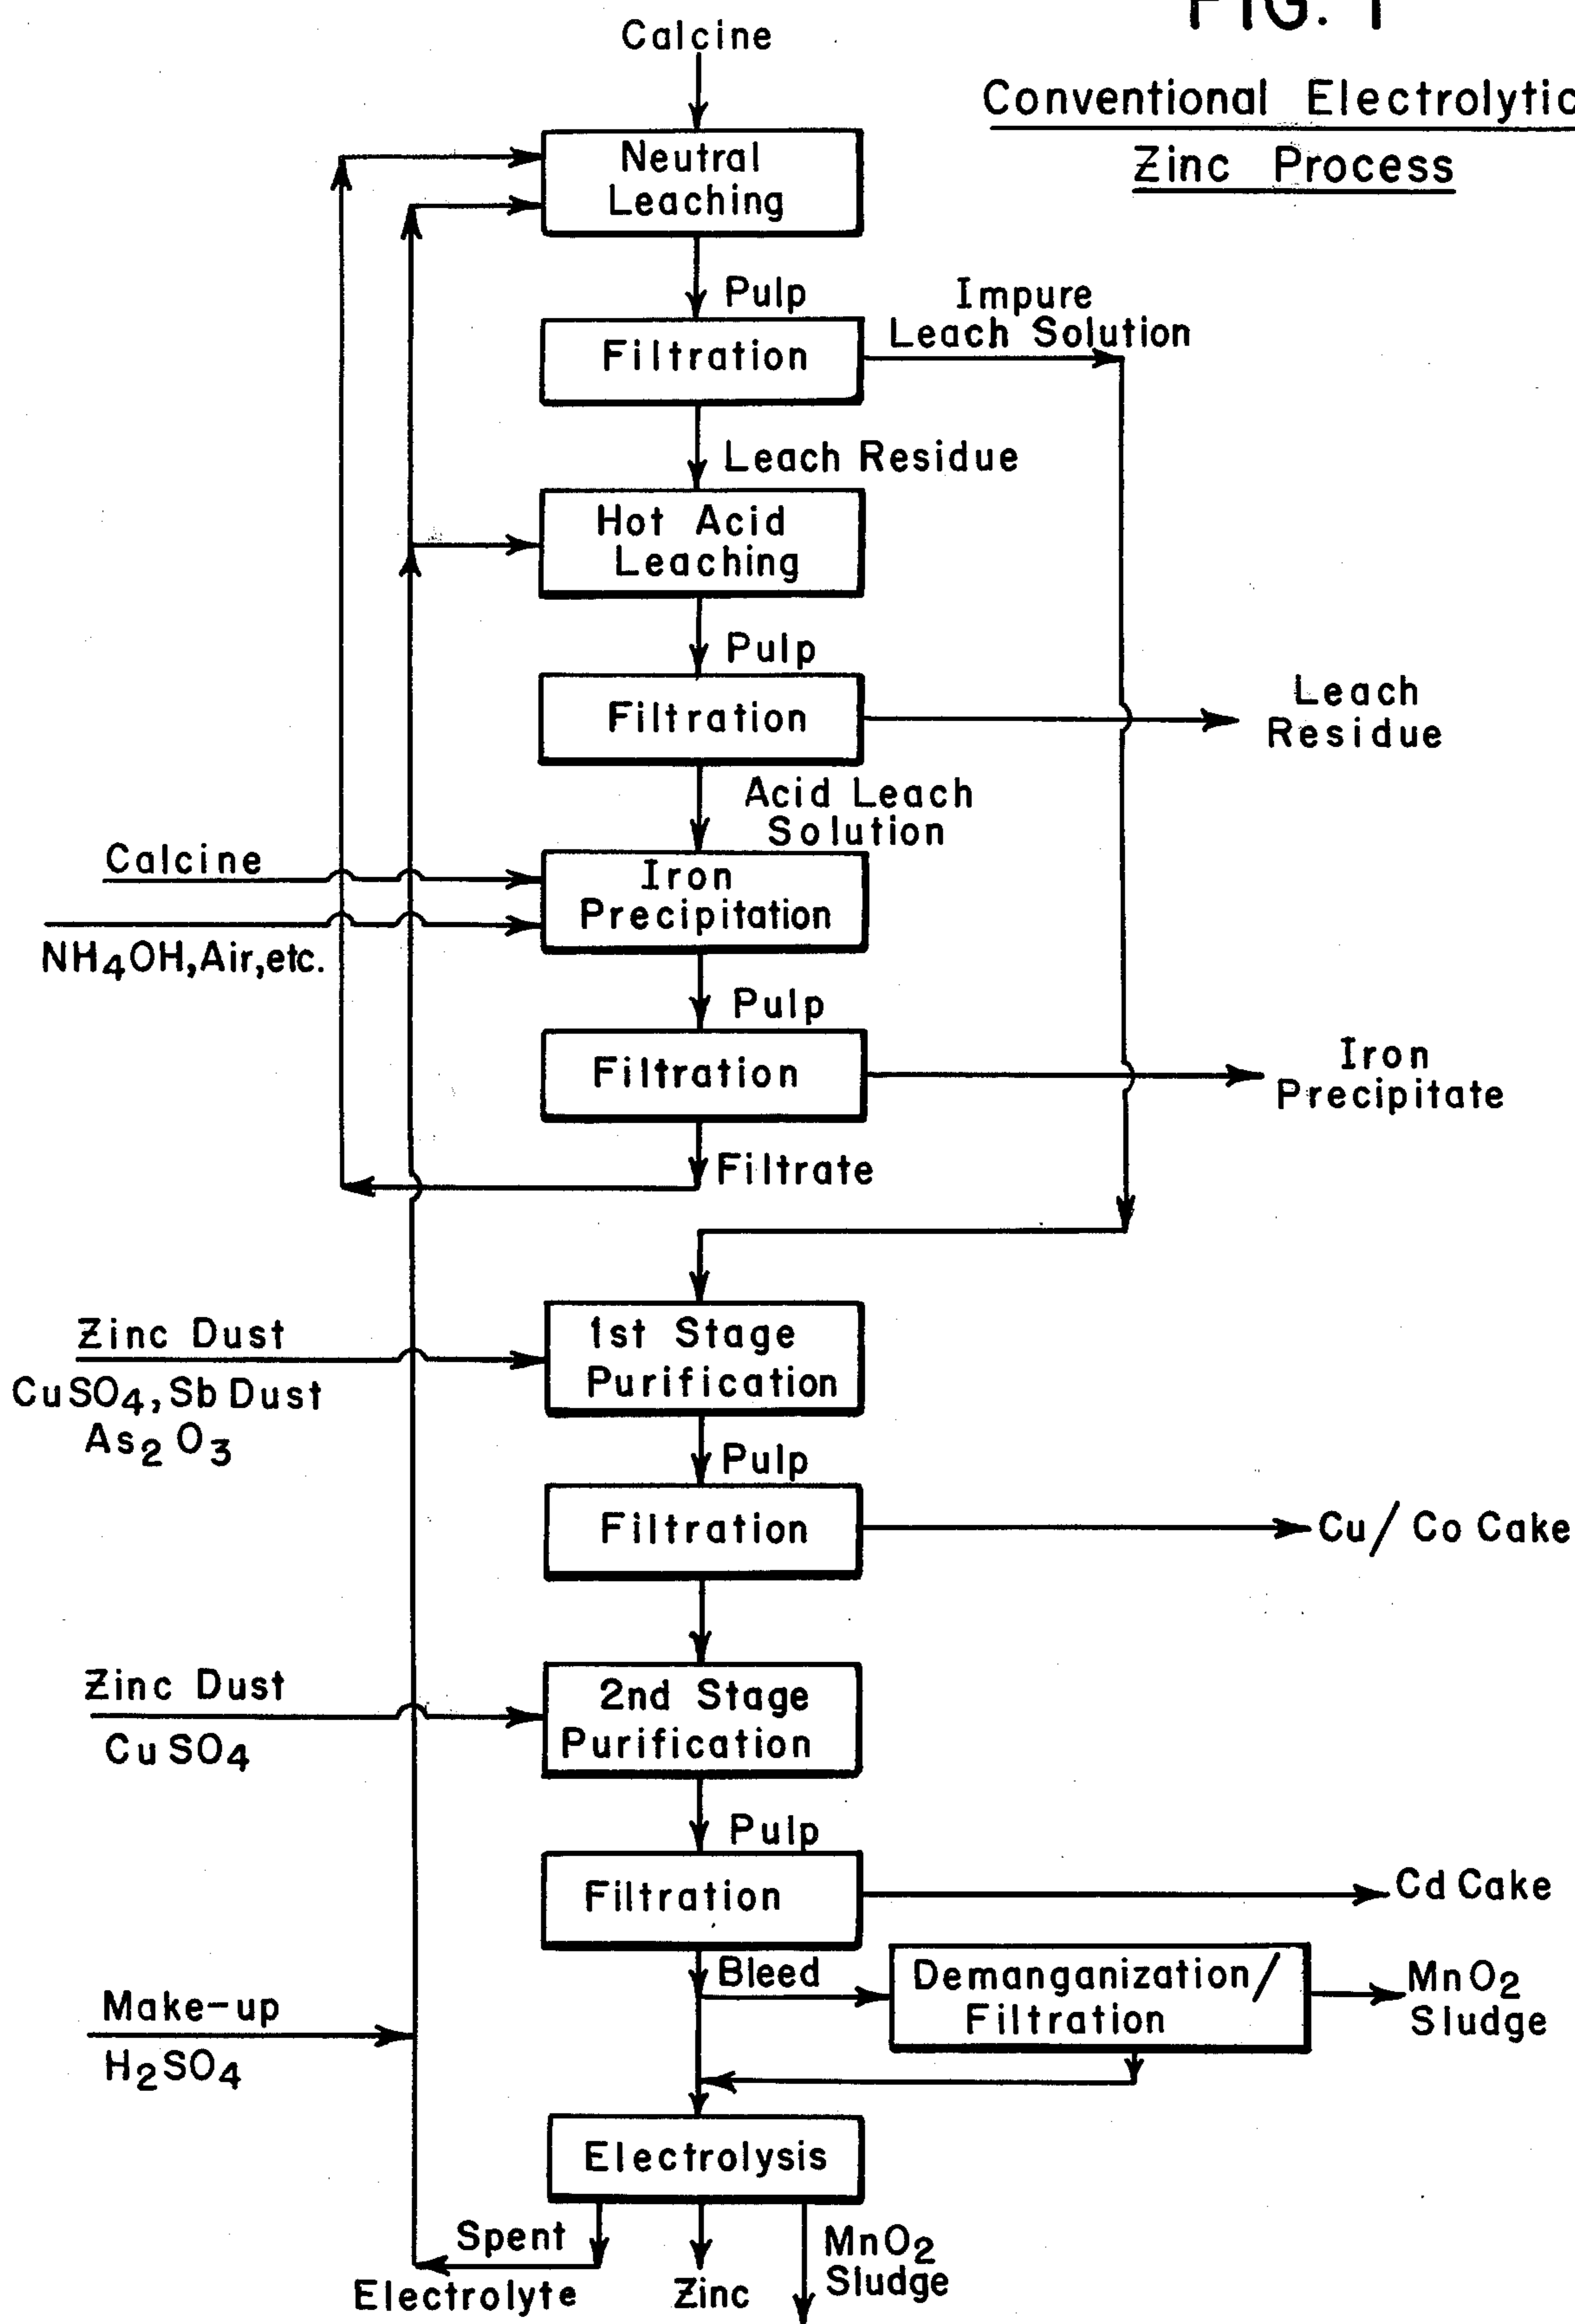 FIG. 1
Conventional Electrolytic
Zinc Process
Calcine
Neutral
Leaching
Pulp
Impure
Leach Solution
Filtration
Leach Residue
Hot Acid
Leaching
Pulp
Filtration
Leach
Residue
Acid Leach
Solution
Calcine
Iron
Precipitation
NH4OH, Air, etc.
Pulp
Filtration
Iron
Precipitate
Filtrate
Zinc Dust
CuSO4, Sb Dust
As2O3
1st Stage
Purification
Pulp
Filtration
Cu/Co Cake
Zinc Dust
CuSO4
2nd Stage
Purification
Pulp
Filtration
Cd Cake
Bleed
Demanganization/
Filtration
MnO2
Sludge
Make-up
H2SO4
Electrolysis
Spent
Electrolyte
Zinc
MnO2
Sludge